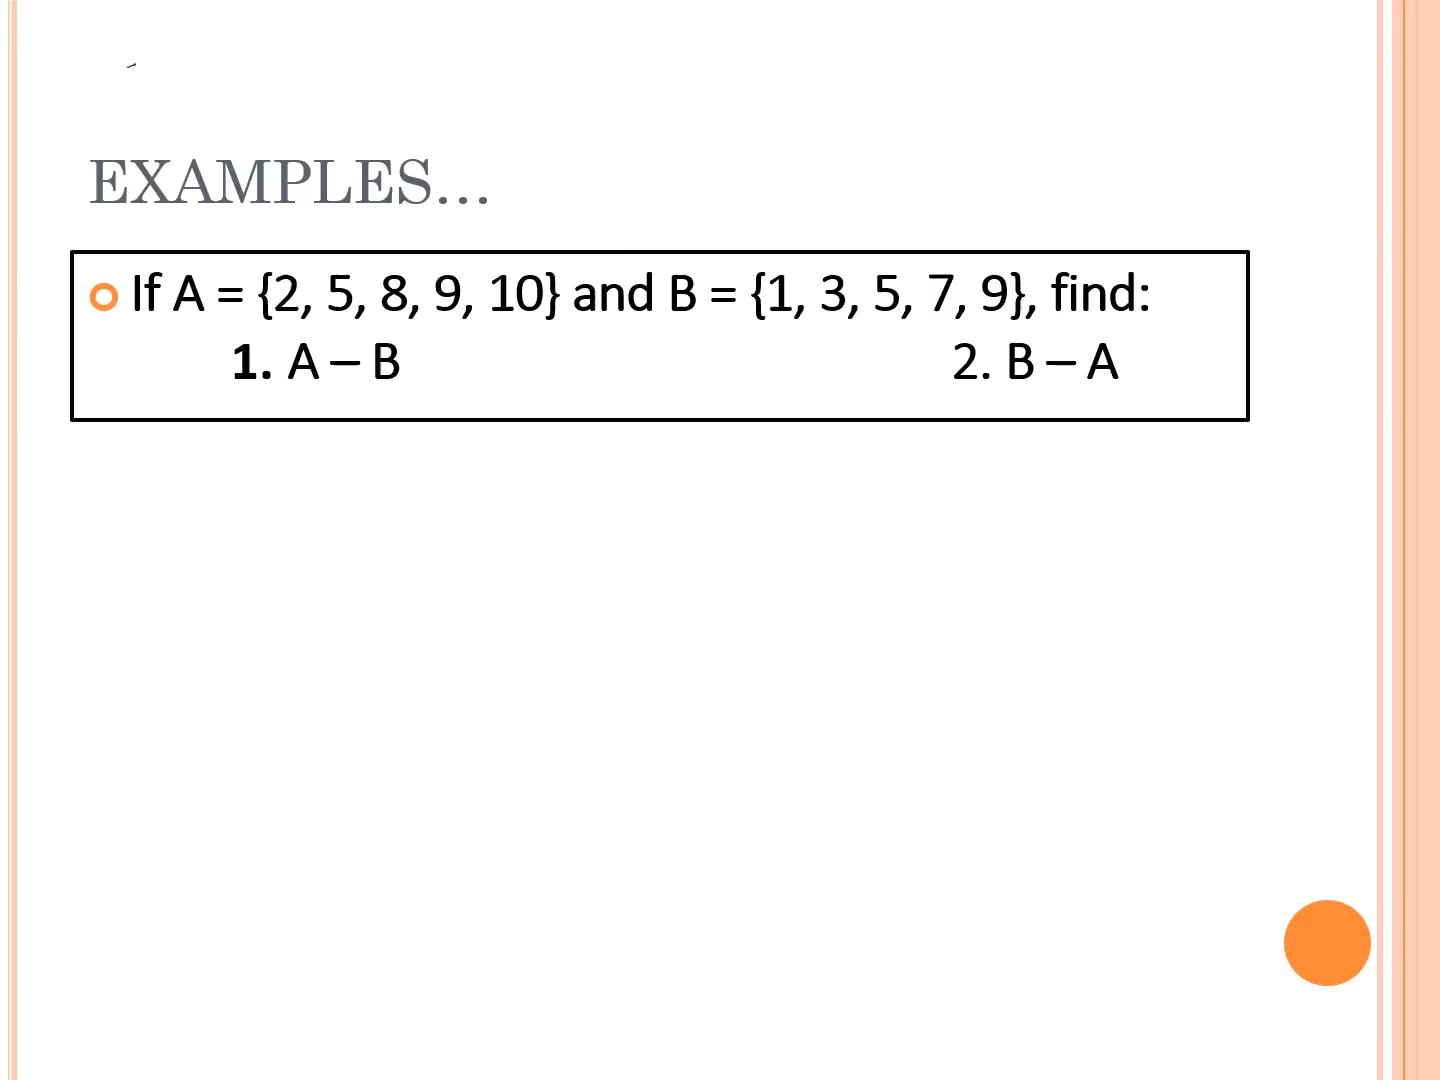 EXAMPLES...
If A = {2, 5, 8, 9, 10} and B = {1, 3, 5, 7, 9}, find:
1. A – B 2. B – A